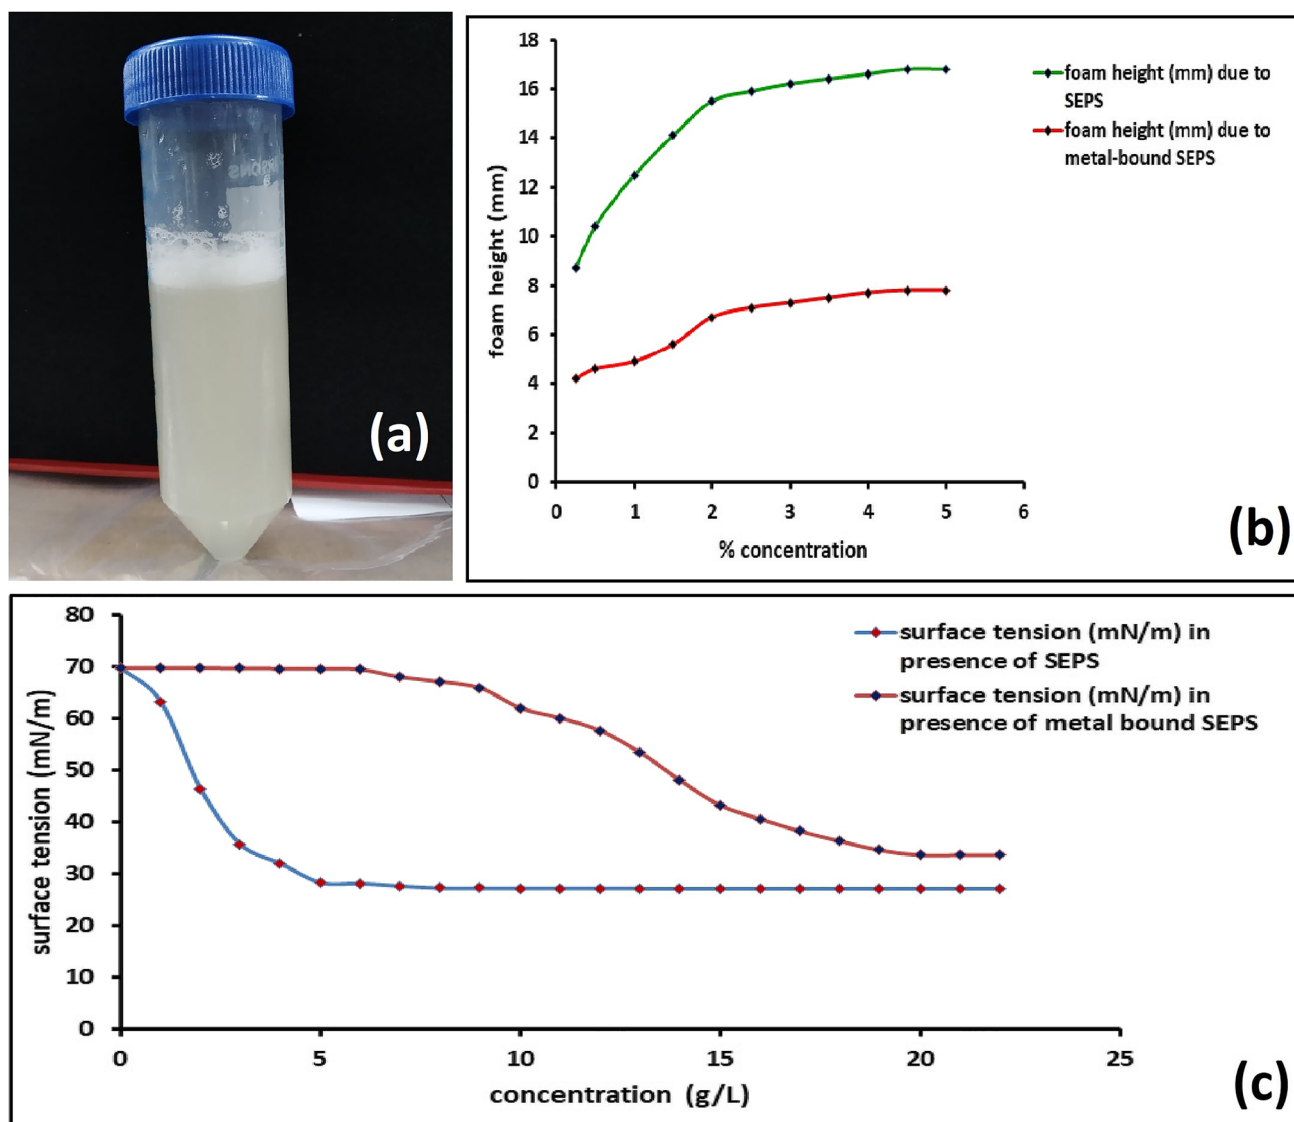 (a)
18
16
14
12
10
8
6
4
2
0
foam height (mm)
0 1 2 3 4 5 6
% concentration
foam height (mm) due to
SEPS
foam height (mm) due to
metal-bound SEPS
(b)
80
70
60
50
40
30
20
10
0
surface tension (mN/m)
0 5 10 15 20 25
concentration (g/L)
surface tension (mN/m) in
presence of SEPS
surface tension (mN/m) in
presence of metal bound SEPS
(c)